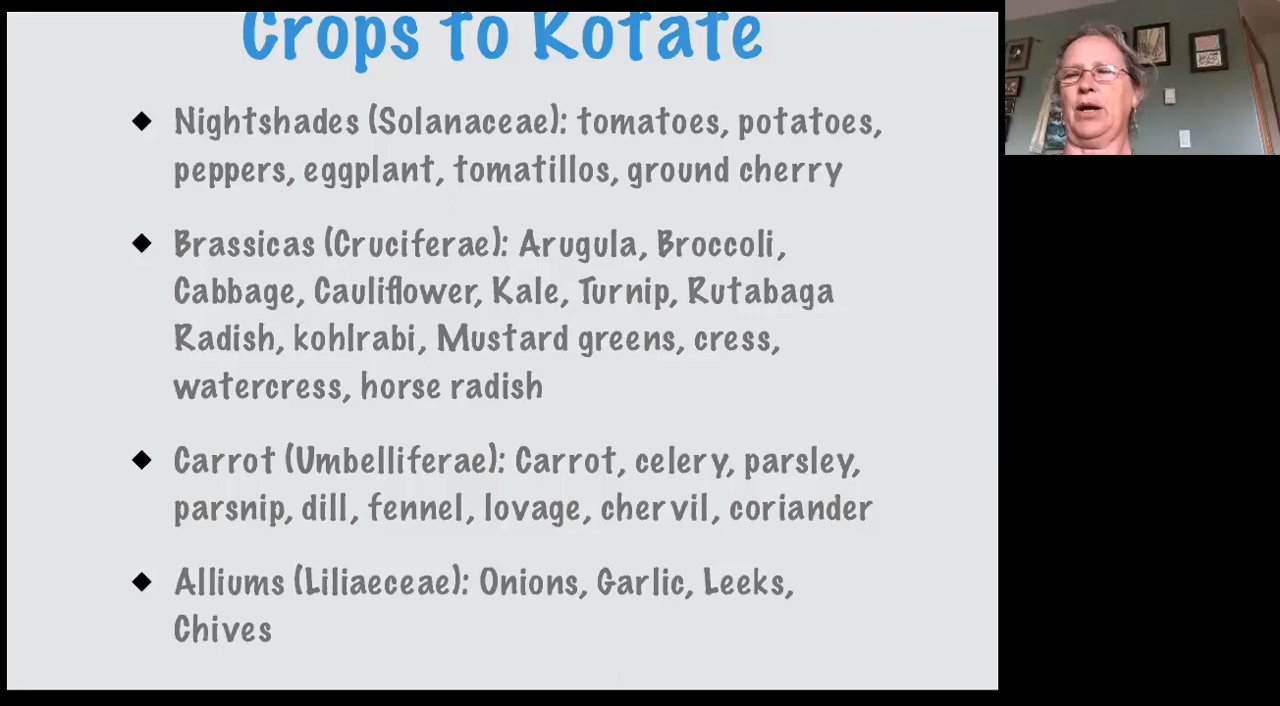 Crops to Rotate
Nightshades (Solanaceae): tomatoes, potatoes,
peppers, eggplant, tomatillos, ground cherry
Brassicas (Cruciferae): Arugula, Broccoli,
Cabbage, Cauliflower, Kale, Turnip, Rutabaga
Radish, kohlrabi, Mustard greens, cress,
watercress, horse radish
Carrot (Umbelliferae): Carrot, celery, parsley,
parsnip, dill, fennel, lovage, chervil, coriander
Alliums (Liliaeceae): Onions, Garlic, Leeks,
Chives